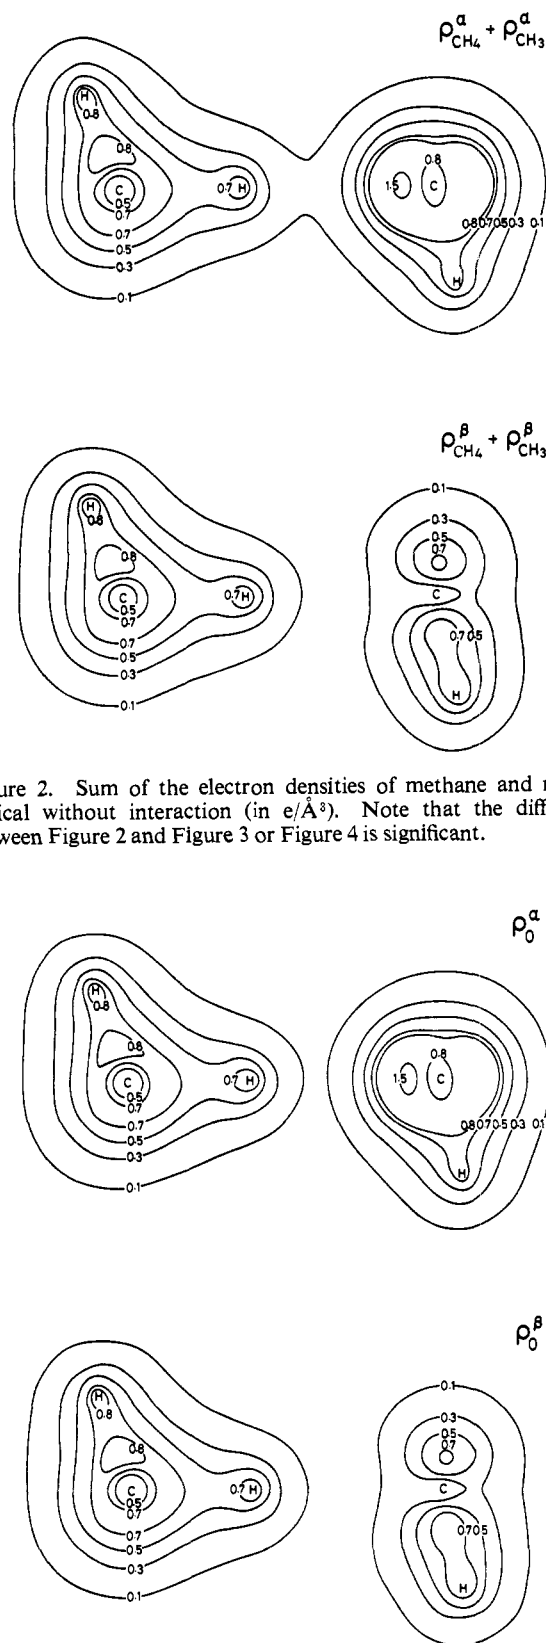 ρ^α_CH4 + ρ^α_CH3
H
0.8
0.8
0.8
C
0.7 H
1.5
C
0.5
0.7
0.7
0.5
0.3
0.1
0.8 0.7 0.5 0.3 0.1
H
ρ^β_CH4 + ρ^β_CH3
0.1
H
0.8
0.3
0.5
0.7
0.8
C
0.7 H
C
0.5
0.7
0.7
0.5
0.3
0.1
0.7 0.5
H
ure 2. Sum of the electron densities of methane and
ical without interaction (in e/Å³). Note that the diff
ween Figure 2 and Figure 3 or Figure 4 is significant.
ρ₀^α
H
0.8
0.8
0.8
C
0.7 H
1.5
C
0.5
0.7
0.7
0.5
0.3
0.1
0.8 0.7 0.5 0.3 0.1
H
ρ₀^β
0.1
H
0.8
0.3
0.5
0.7
0.8
C
0.7 H
C
0.5
0.7
0.7
0.5
0.3
0.1
0.7 0.5
H